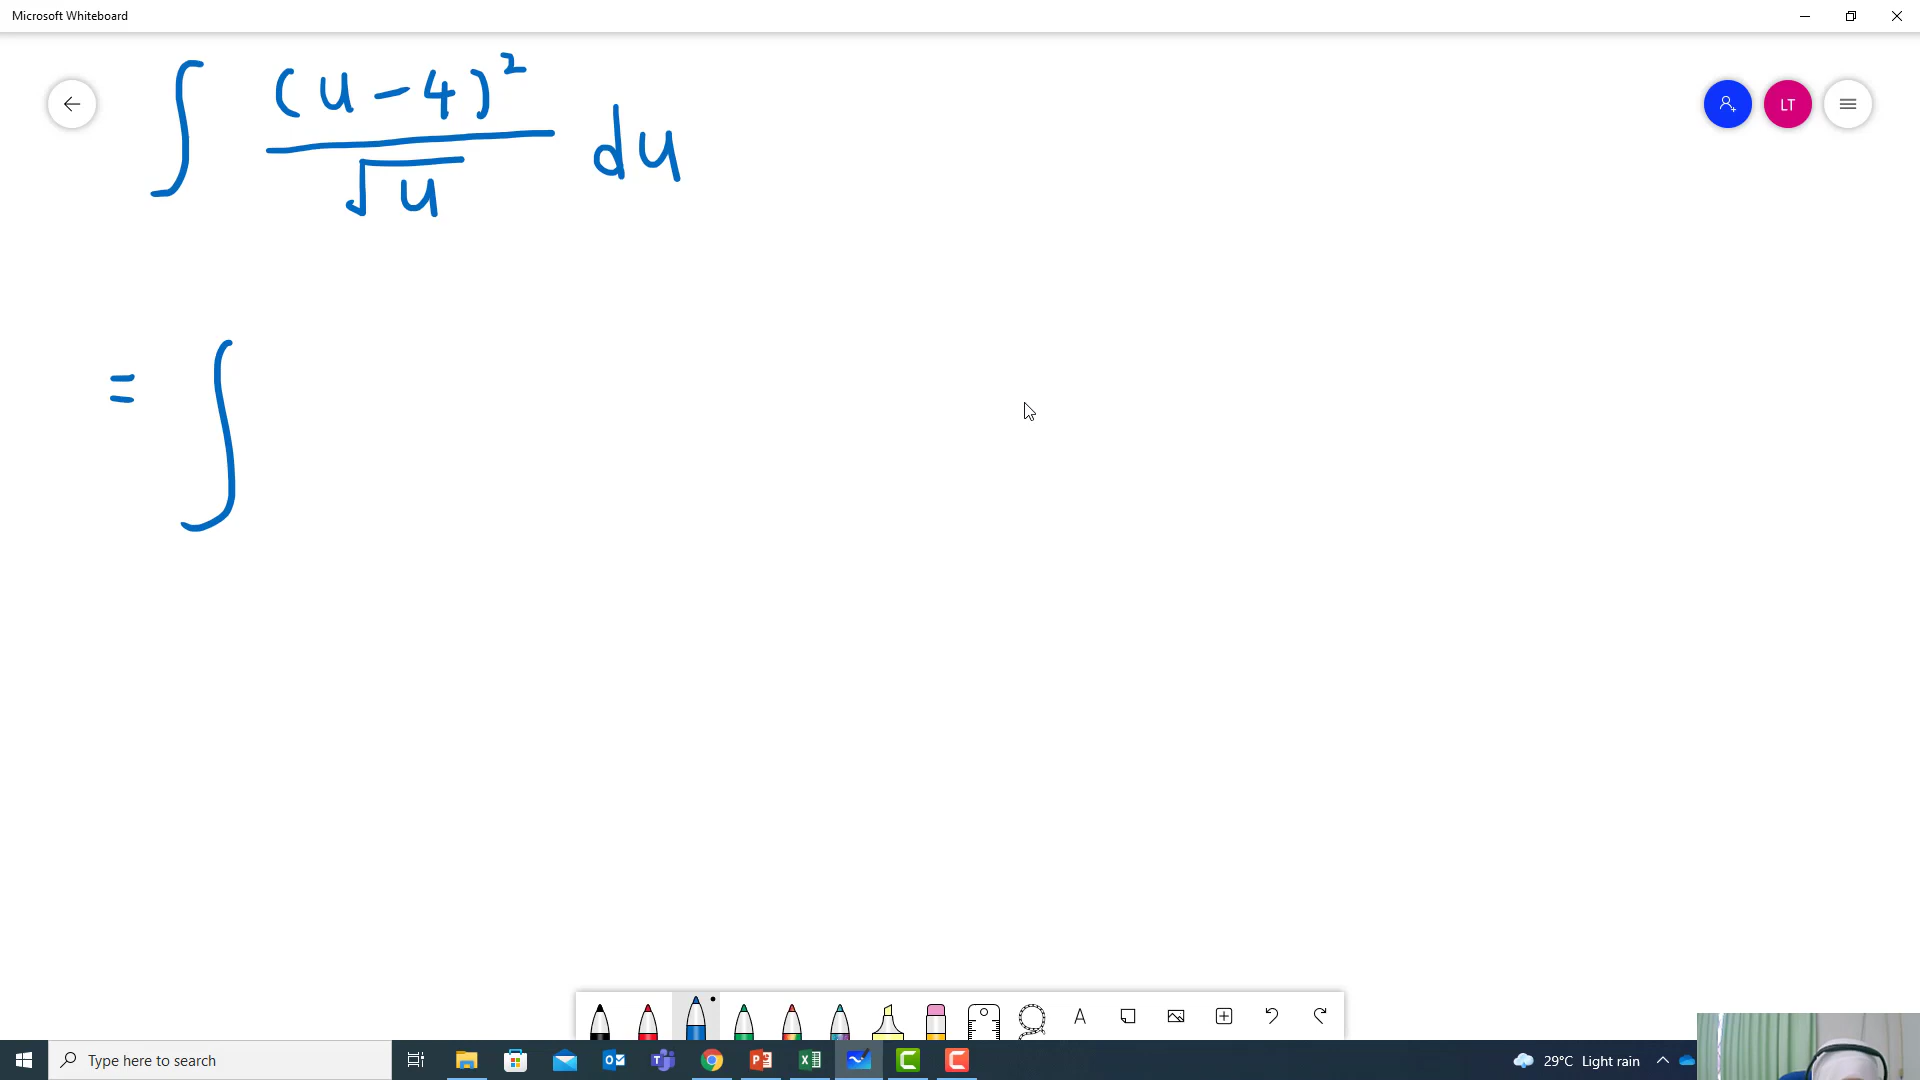 Microsoft Whiteboard
∫ (u - 4)² / √u du
LT
= ∫
A
Type here to search
29°C Light rain